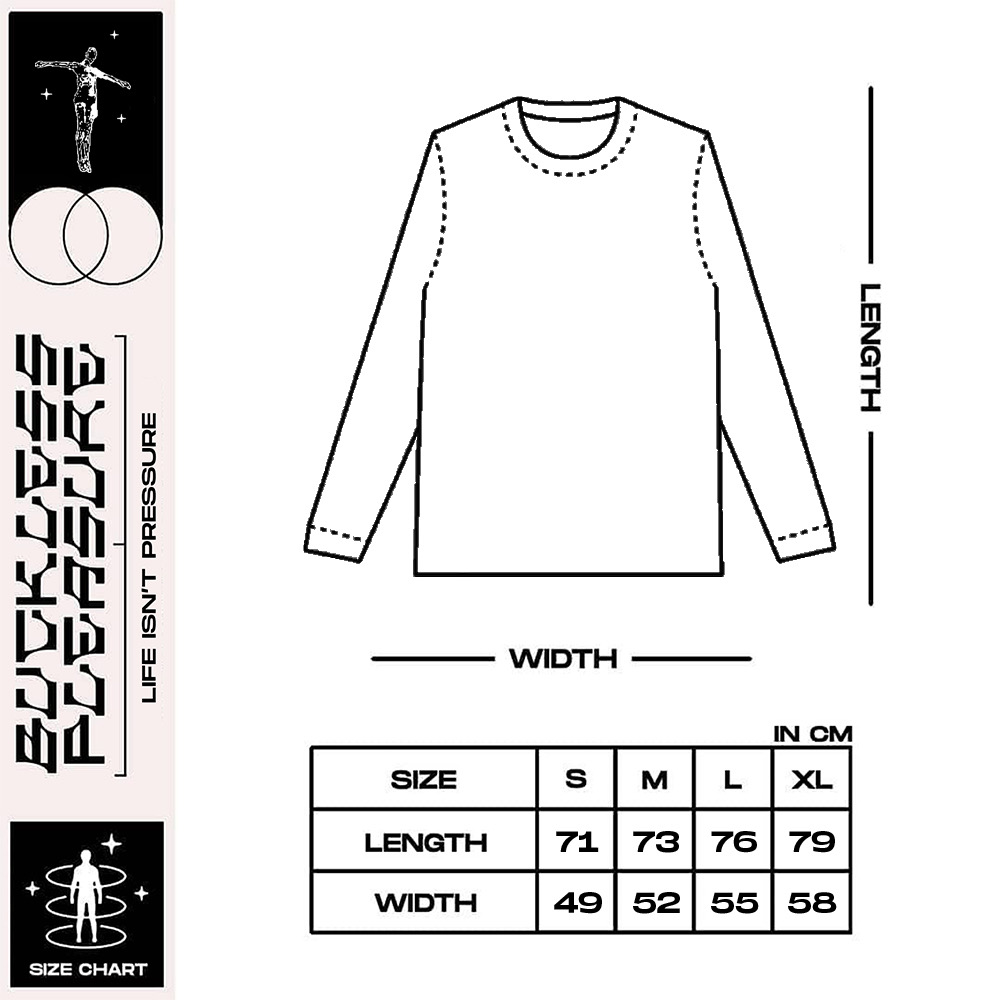 BUCKLESS
PLEASURE
LIFE ISN'T PRESSURE
SIZE CHART
LENGTH
WIDTH
IN CM
SIZE S M L XL
LENGTH 71 73 76 79
WIDTH 49 52 55 58